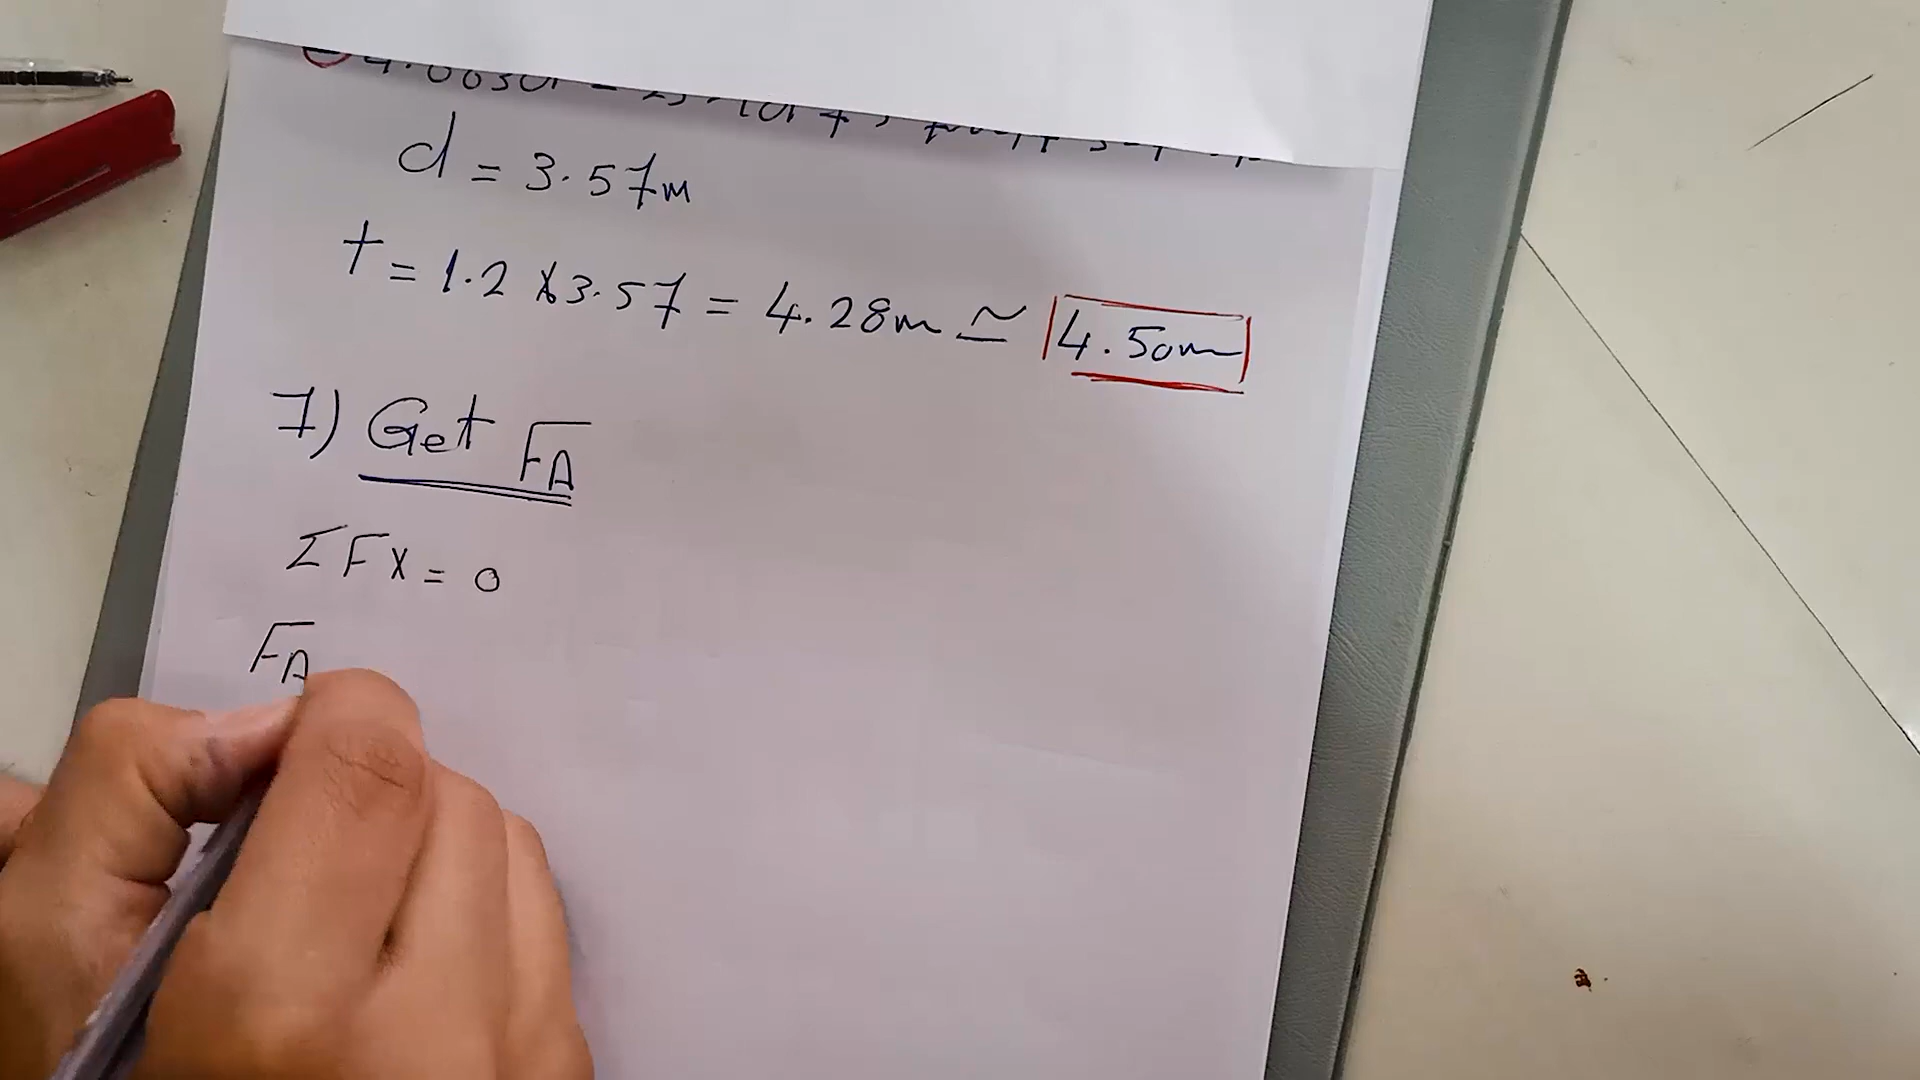 d = 3.57m
t = 1.2 x 3.57 = 4.28m ≃ 4.50m
7) Get FA
ΣFx = 0
FA